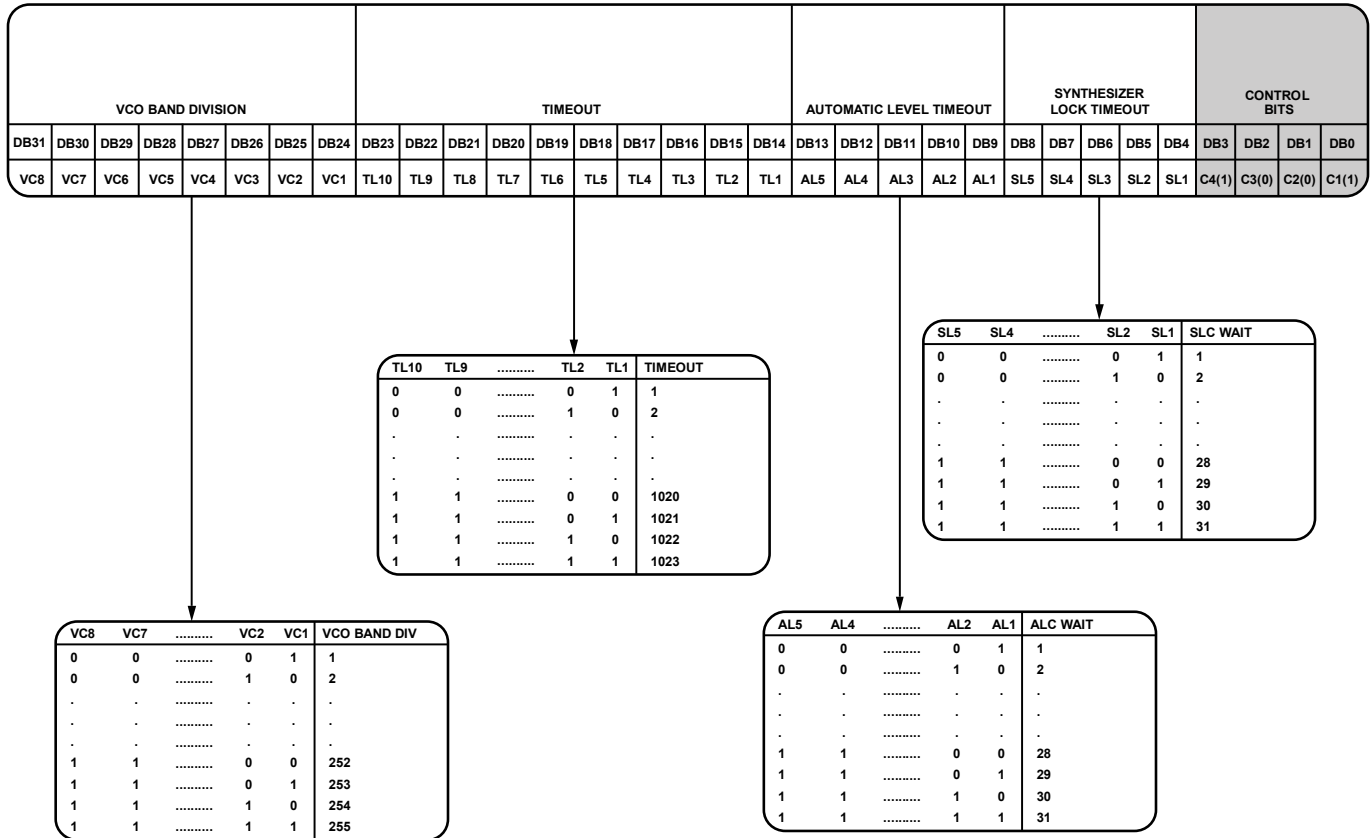 VCO BAND DIVISION TIMEOUT AUTOMATIC LEVEL TIMEOUT SYNTHESIZER LOCK TIMEOUT CONTROL BITS
DB31 DB30 DB29 DB28 DB27 DB26 DB25 DB24 DB23 DB22 DB21 DB20 DB19 DB18 DB17 DB16 DB15 DB14 DB13 DB12 DB11 DB10 DB9 DB8 DB7 DB6 DB5 DB4 DB3 DB2 DB1 DB0
VC8 VC7 VC6 VC5 VC4 VC3 VC2 VC1 TL10 TL9 TL8 TL7 TL6 TL5 TL4 TL3 TL2 TL1 AL5 AL4 AL3 AL2 AL1 SL5 SL4 SL3 SL2 SL1 C4(1) C3(0) C2(0) C1(1)
SL5 SL4 .......... SL2 SL1 SLC WAIT
0 0 .......... 0 1 1
0 0 .......... 1 0 2
. . .......... . . .
. . .......... . . .
. . .......... . . .
1 1 .......... 0 0 28
1 1 .......... 0 1 29
1 1 .......... 1 0 30
1 1 .......... 1 1 31
TL10 TL9 .......... TL2 TL1 TIMEOUT
0 0 .......... 0 1 1
0 0 .......... 1 0 2
. . .......... . . .
. . .......... . . .
. . .......... . . .
1 1 .......... 0 0 1020
1 1 .......... 0 1 1021
1 1 .......... 1 0 1022
1 1 .......... 1 1 1023
VC8 VC7 .......... VC2 VC1 VCO BAND DIV
0 0 .......... 0 1 1
0 0 .......... 1 0 2
. . .......... . . .
. . .......... . . .
. . .......... . . .
1 1 .......... 0 0 252
1 1 .......... 0 1 253
1 1 .......... 1 0 254
1 1 .......... 1 1 255
AL5 AL4 .......... AL2 AL1 ALC WAIT
0 0 .......... 0 1 1
0 0 .......... 1 0 2
. . .......... . . .
. . .......... . . .
. . .......... . . .
1 1 .......... 0 0 28
1 1 .......... 0 1 29
1 1 .......... 1 0 30
1 1 .......... 1 1 31